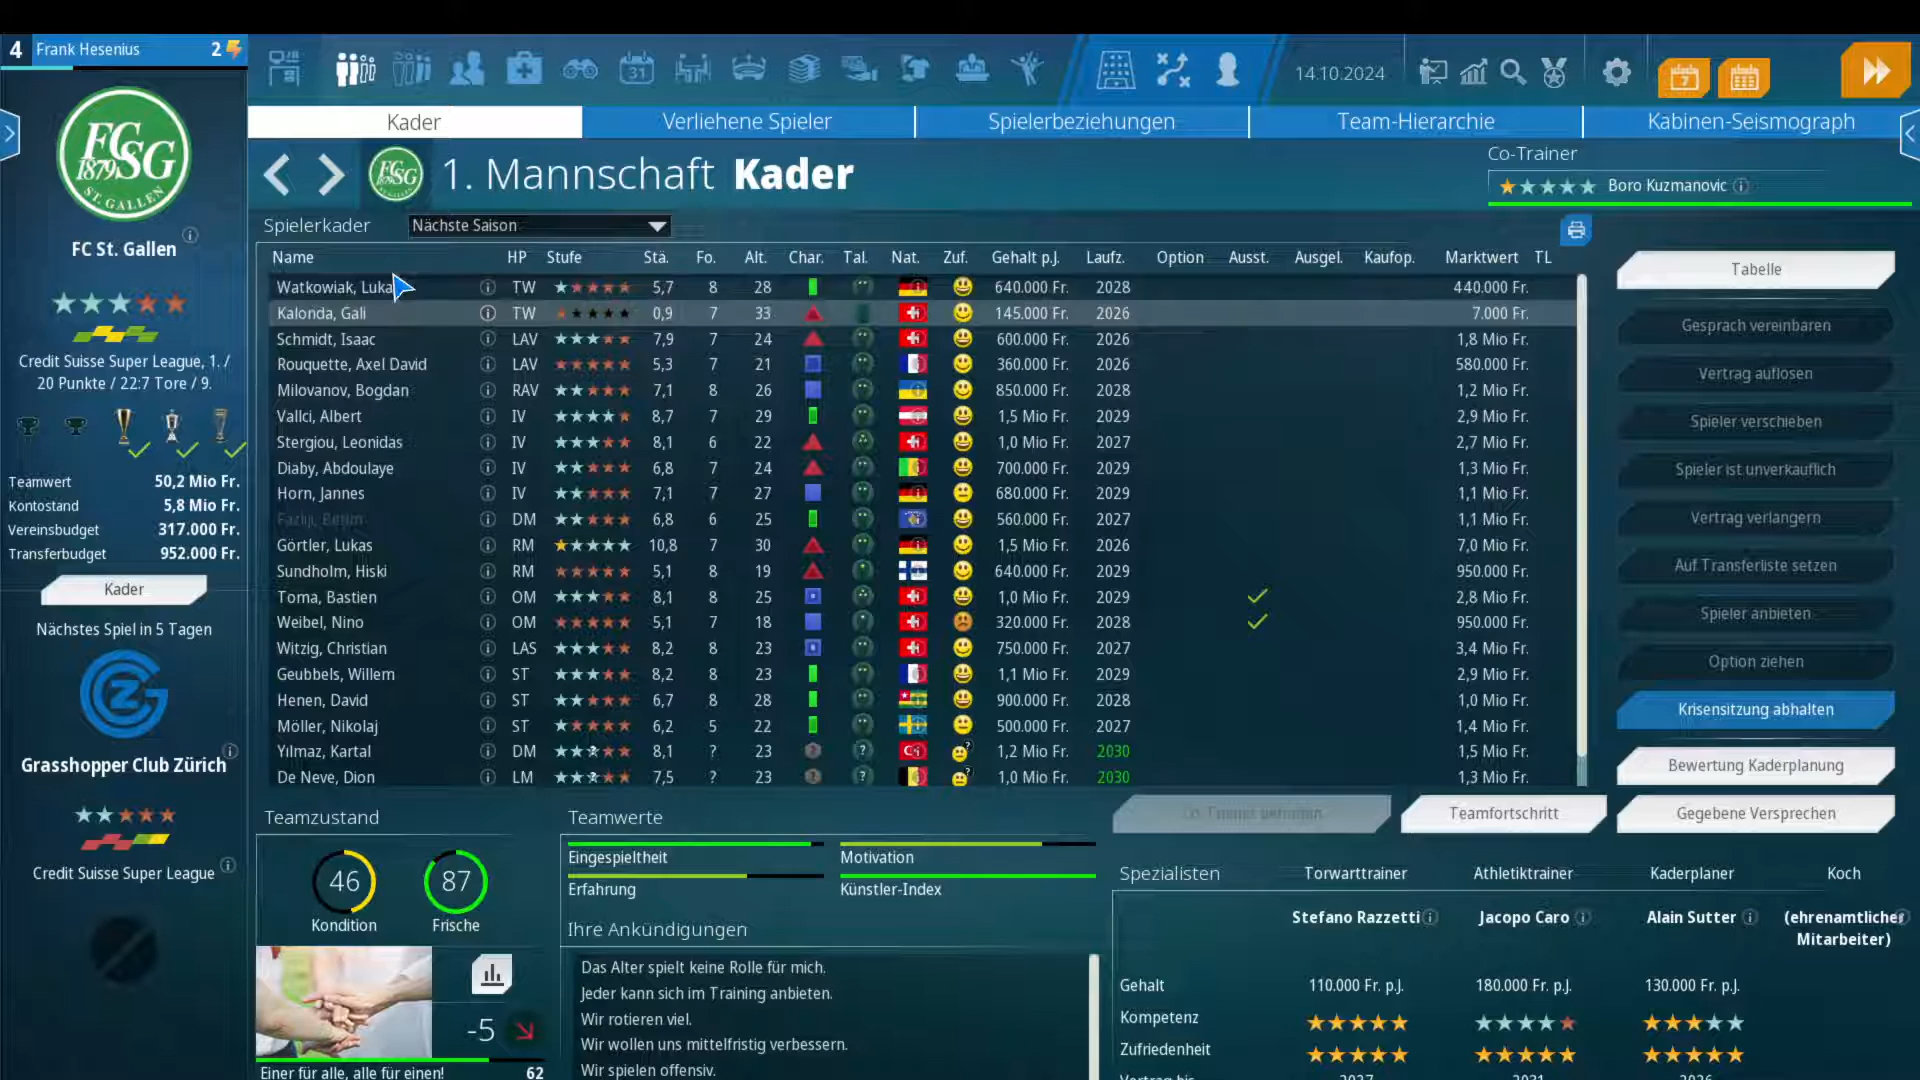 4 Frank Hesenius 2
31
14.10.2024
7
Kader
Verliehene Spieler
Spielerbeziehungen
Team-Hierarchie
Kabinen-Seismograph
FCSG
1879
ST. GALLEN
1. Mannschaft Kader
Co-Trainer
Boro Kuzmanovic
FC St. Gallen
Credit Suisse Super League, 1. /
20 Punkte / 22:7 Tore / 9.
Teamwert 50,2 Mio Fr.
Kontostand 5,8 Mio Fr.
Vereinsbudget 317.000 Fr.
Transferbudget 952.000 Fr.
Kader
Nächstes Spiel in 5 Tagen
Grasshopper Club Zürich
Credit Suisse Super League
Spielerkader Nächste Saison
Name HP Stufe Stä. Fo. Alt. Char. Tal. Nat. Zuf. Gehalt p.J. Laufz. Option Ausst. Ausgel. Kaufop. Marktwert TL
Watkowiak, Luka TW 5,7 8 28 640.000 Fr. 2028 440.000 Fr.
Kalonda, Gali TW 0,9 7 33 145.000 Fr. 2026 7.000 Fr.
Schmidt, Isaac LAV 7,9 7 24 600.000 Fr. 2026 1,8 Mio Fr.
Rouquette, Axel David LAV 5,3 7 21 360.000 Fr. 2026 580.000 Fr.
Milovanov, Bogdan RAV 7,1 8 26 850.000 Fr. 2028 1,2 Mio Fr.
Vallci, Albert IV 8,7 7 29 1,5 Mio Fr. 2029 2,9 Mio Fr.
Stergiou, Leonidas IV 8,1 6 22 1,0 Mio Fr. 2027 2,7 Mio Fr.
Diaby, Abdoulaye IV 6,8 7 24 700.000 Fr. 2029 1,3 Mio Fr.
Horn, Jannes IV 7,1 7 27 680.000 Fr. 2029 1,1 Mio Fr.
Fazliji, Betim DM 6,8 6 25 560.000 Fr. 2027 1,1 Mio Fr.
Görtler, Lukas RM 10,8 7 30 1,5 Mio Fr. 2026 7,0 Mio Fr.
Sundholm, Hiski RM 5,1 8 19 640.000 Fr. 2029 950.000 Fr.
Toma, Bastien OM 8,1 8 25 1,0 Mio Fr. 2029 2,8 Mio Fr.
Weibel, Nino OM 5,1 7 18 320.000 Fr. 2028 950.000 Fr.
Witzig, Christian LAS 8,2 8 23 750.000 Fr. 2027 3,4 Mio Fr.
Geubbels, Willem ST 8,2 8 23 1,1 Mio Fr. 2029 2,9 Mio Fr.
Henen, David ST 6,7 8 28 900.000 Fr. 2028 1,0 Mio Fr.
Möller, Nikolaj ST 6,2 5 22 500.000 Fr. 2027 1,4 Mio Fr.
Yılmaz, Kartal DM ? 8,1 ? 23 ? ? ? 1,2 Mio Fr. 2030 1,5 Mio Fr.
De Neve, Dion LM ? 7,5 ? 23 ? ? ? 1,0 Mio Fr. 2030 1,3 Mio Fr.
Tabelle
Gespräch vereinbaren
Vertrag auflösen
Spieler verschieben
Spieler ist unverkäuflich
Vertrag verlängern
Auf Transferliste setzen
Spieler anbieten
Option ziehen
Krisensitzung abhalten
Bewertung Kaderplanung
Teamfortschritt
Gegebene Versprechen
Teamzustand
46
Kondition
87
Frische
-5
Einer für alle, alle für einen! 62
Teamwerte
Eingespieltheit Motivation
Erfahrung Künstler-Index
Ihre Ankündigungen
Das Alter spielt keine Rolle für mich.
Jeder kann sich im Training anbieten.
Wir rotieren viel.
Wir wollen uns mittelfristig verbessern.
Wir spielen offensiv.
Spezialisten Torwarttrainer Athletiktrainer Kaderplaner Koch
Stefano Razzetti Jacopo Caro Alain Sutter (ehrenamtlicher
Mitarbeiter)
Gehalt 110.000 Fr. p.J. 180.000 Fr. p.J. 130.000 Fr. p.J.
Kompetenz
Zufriedenheit
Vertrag bis 2027 2031 2026